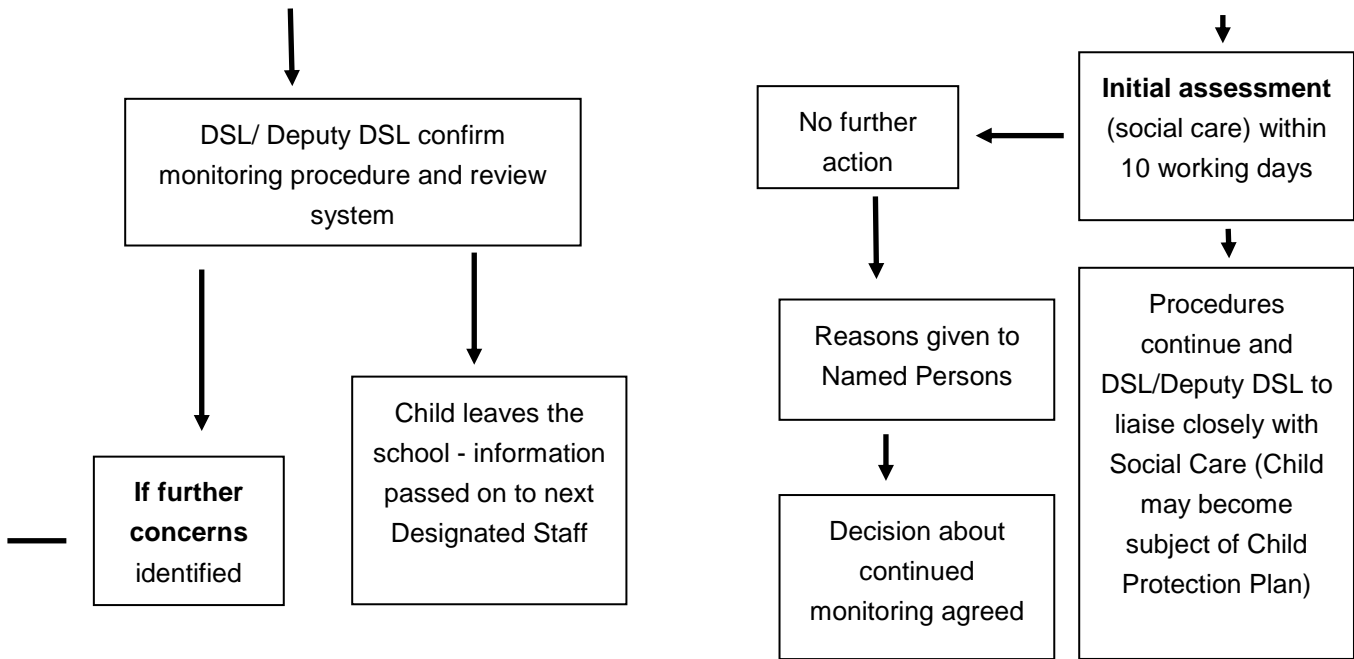 DSL/ Deputy DSL confirm
monitoring procedure and review
system
If further
concerns
identified
Child leaves the
school - information
passed on to next
Designated Staff
No further
action
Initial assessment
(social care) within
10 working days
Reasons given to
Named Persons
Decision about
continued
monitoring agreed
Procedures
continue and
DSL/Deputy DSL to
liaise closely with
Social Care (Child
may become
subject of Child
Protection Plan)